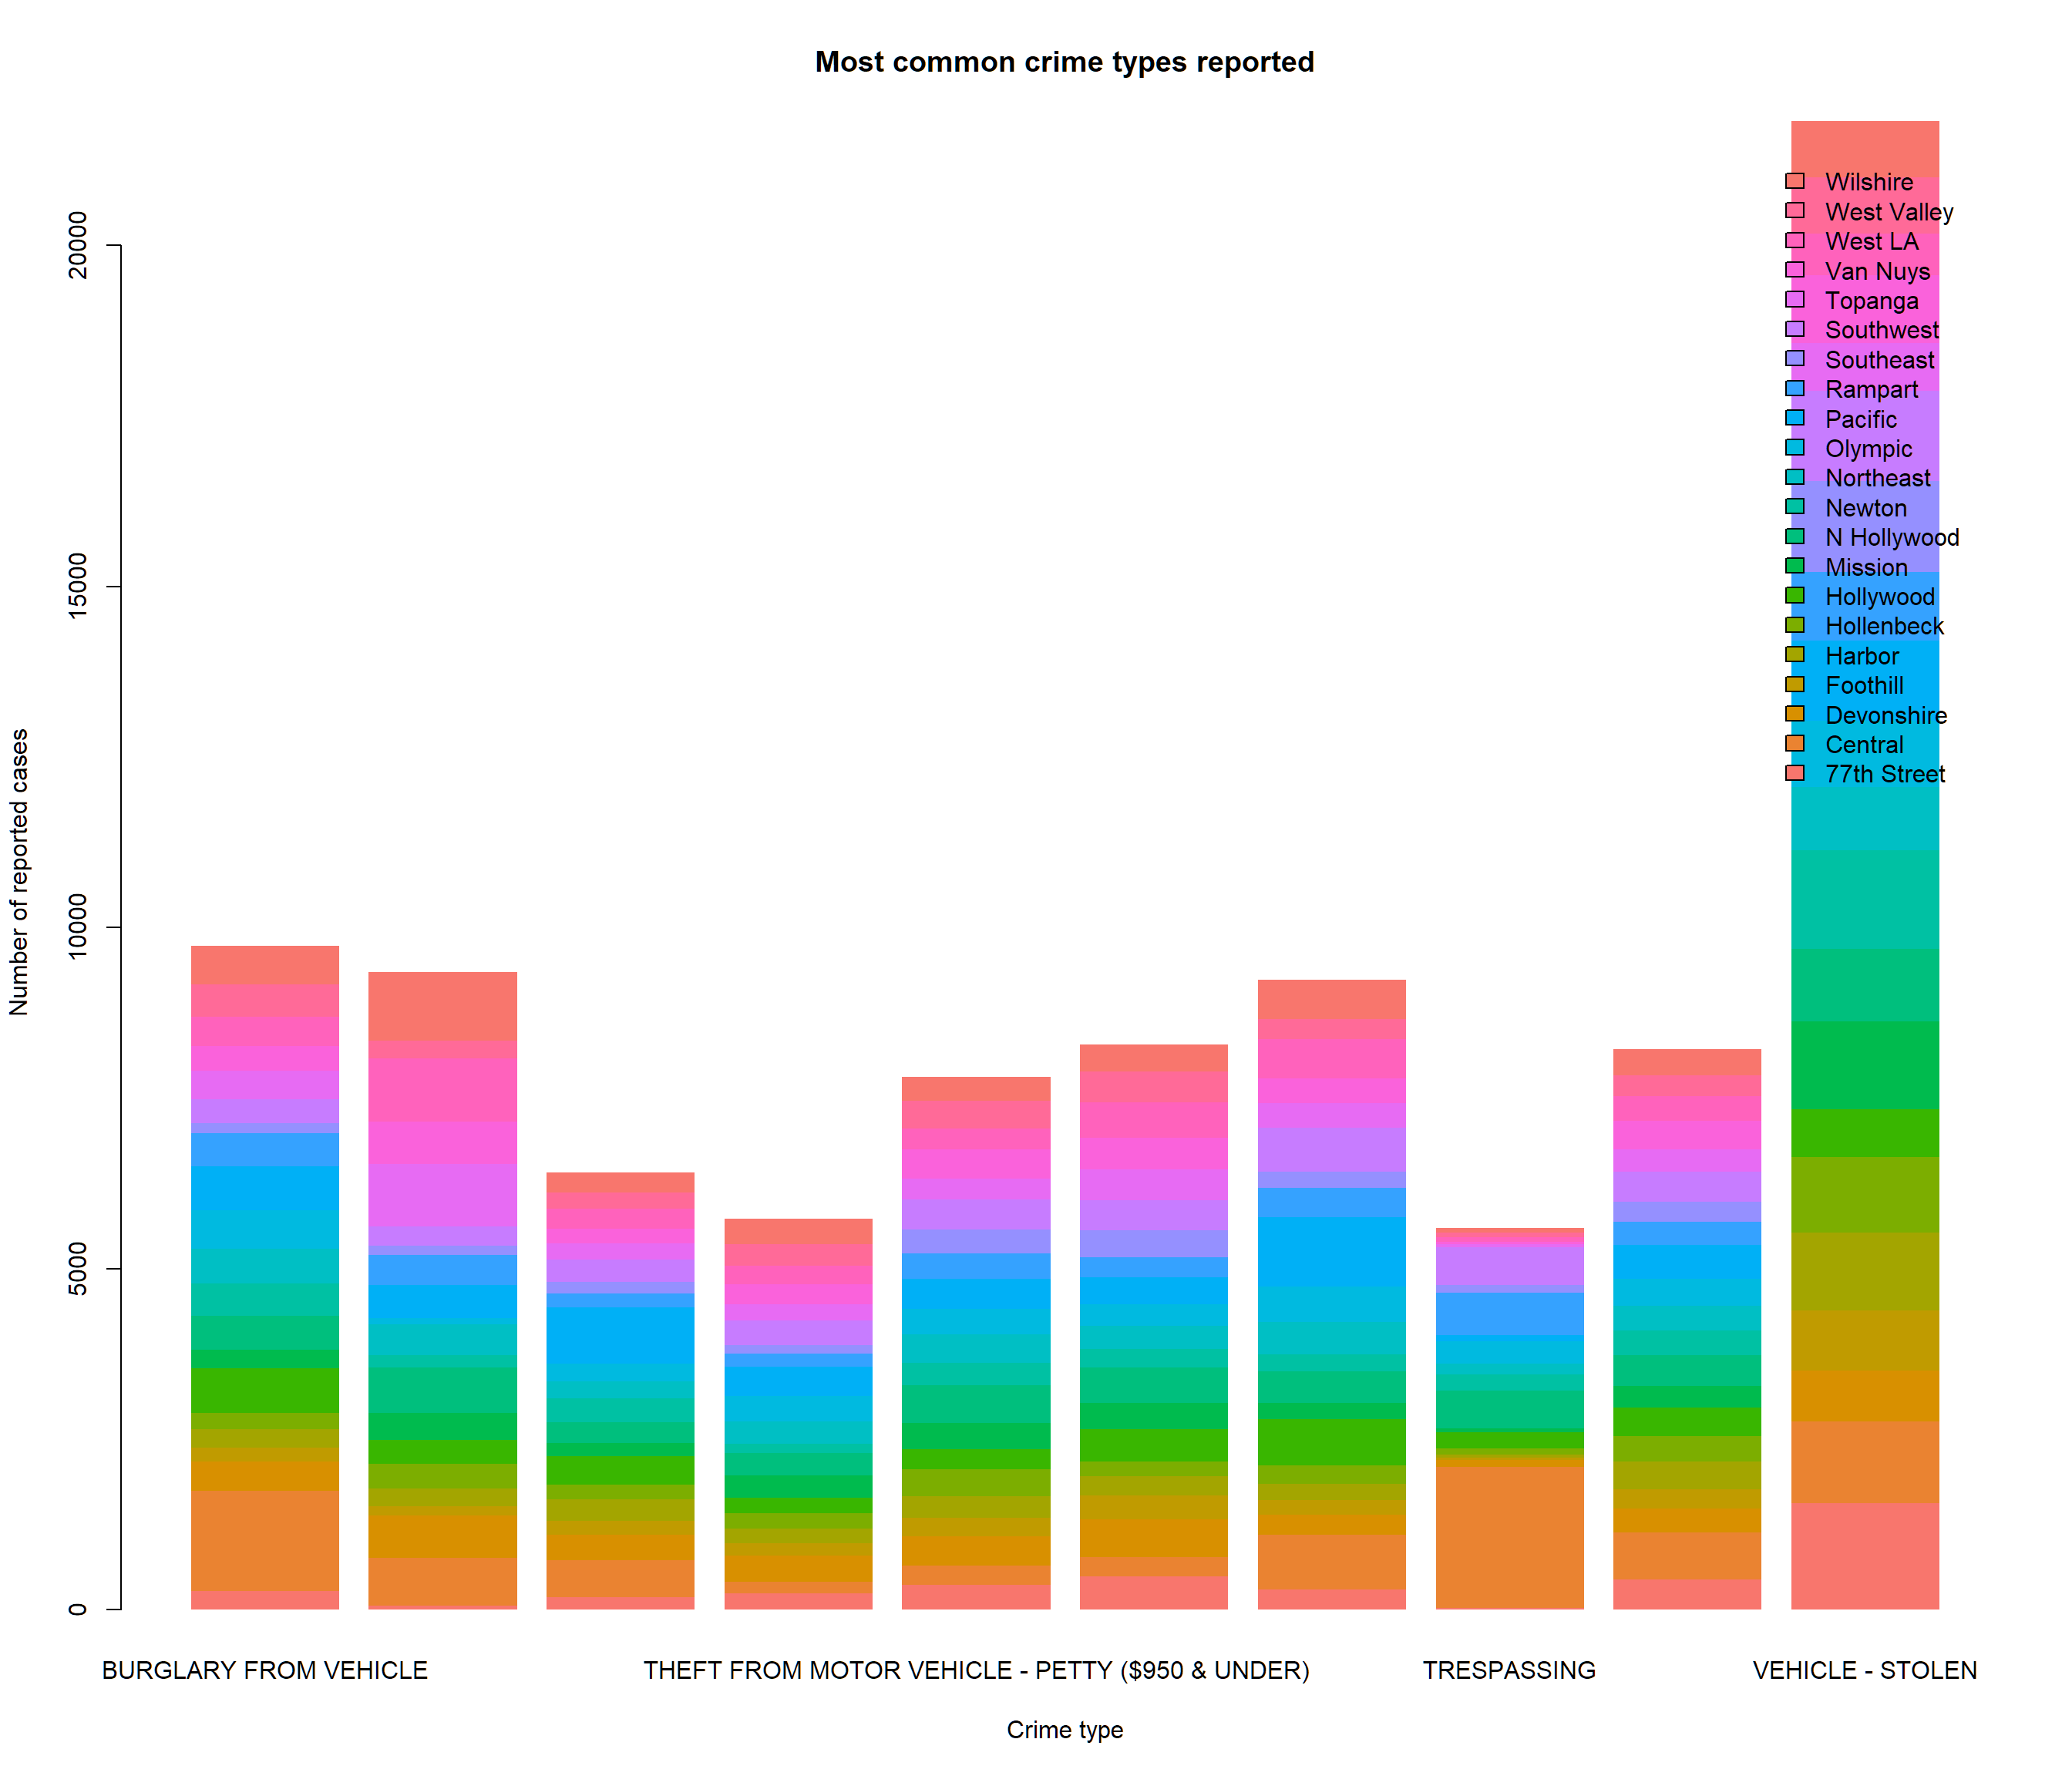 Most common crime types reported
Number of reported cases
20000
15000
10000
5000
0
Wilshire
West Valley
West LA
Van Nuys
Topanga
Southwest
Southeast
Rampart
Pacific
Olympic
Northeast
Newton
N Hollywood
Mission
Hollywood
Hollenbeck
Harbor
Foothill
Devonshire
Central
77th Street
BURGLARY FROM VEHICLE
THEFT FROM MOTOR VEHICLE - PETTY ($950 & UNDER)
TRESPASSING
VEHICLE - STOLEN
Crime type